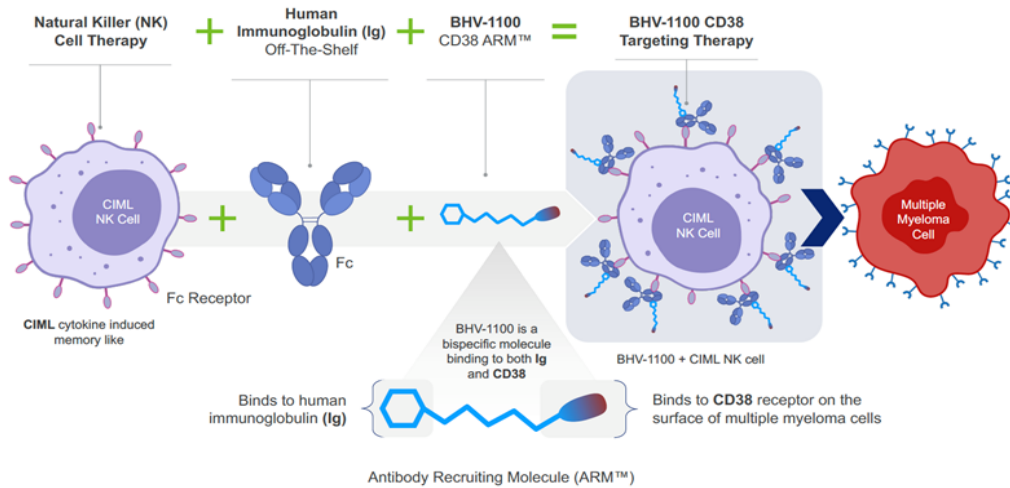 Natural Killer (NK)
Cell Therapy
Human
Immunoglobulin (Ig)
Off-The-Shelf
BHV-1100
CD38 ARM™
BHV-1100 CD38
Targeting Therapy
CIML
NK Cell
Fc
Fc Receptor
CIML cytokine induced
memory like
CIML
NK Cell
Multiple
Myeloma
Cell
BHV-1100 is a
bispecific molecule
binding to both Ig
and CD38
BHV-1100 + CIML NK cell
Binds to human
immunoglobulin (Ig)
Binds to CD38 receptor on the
surface of multiple myeloma cells
Antibody Recruiting Molecule (ARM™)